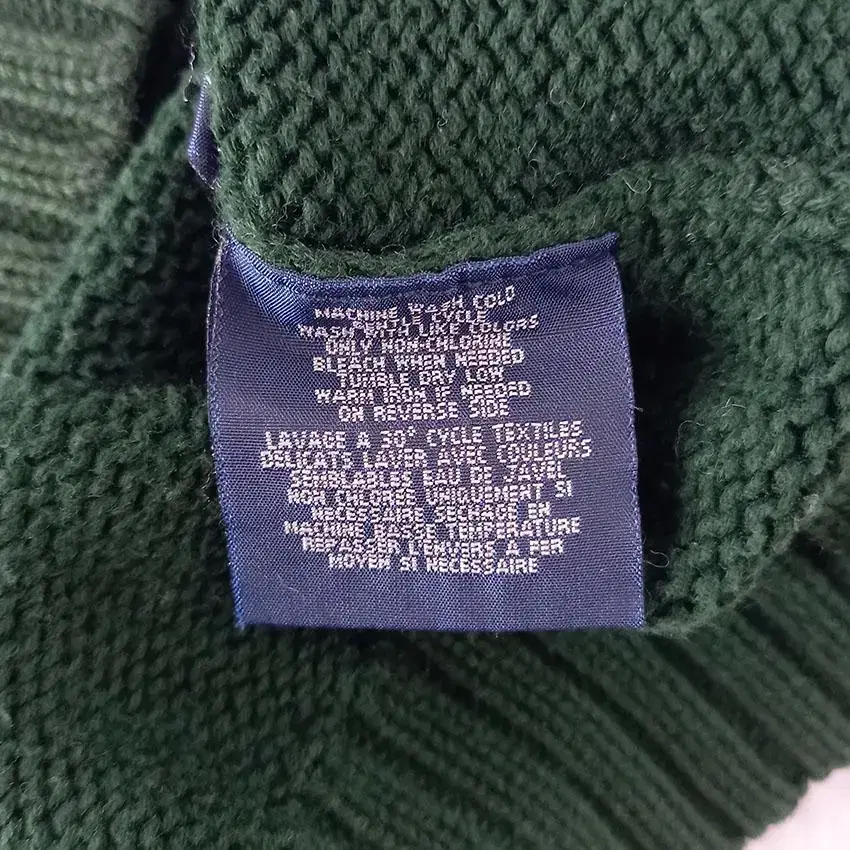 MACHINE WASH COLD
CYCLE
WASH WITH LIKE COLORS
ONLY NON-CHLORINE
BLEACH WHEN NEEDED
TUMBLE DRY LOW
WARM IRON IF NEEDED
ON REVERSE SIDE
LAVAGE A 30° CYCLE TEXTILES
DELICATS LAVER AVEC COULEURS
SEMBLABLES EAU DE JAVEL
NON CHLOREE UNIQUEMENT SI
NECESSAIRE SECHAGE EN
MACHINE BASSE TEMPERATURE
REPASSER L'ENVERS A FER
MOYEN SI NECESSAIRE